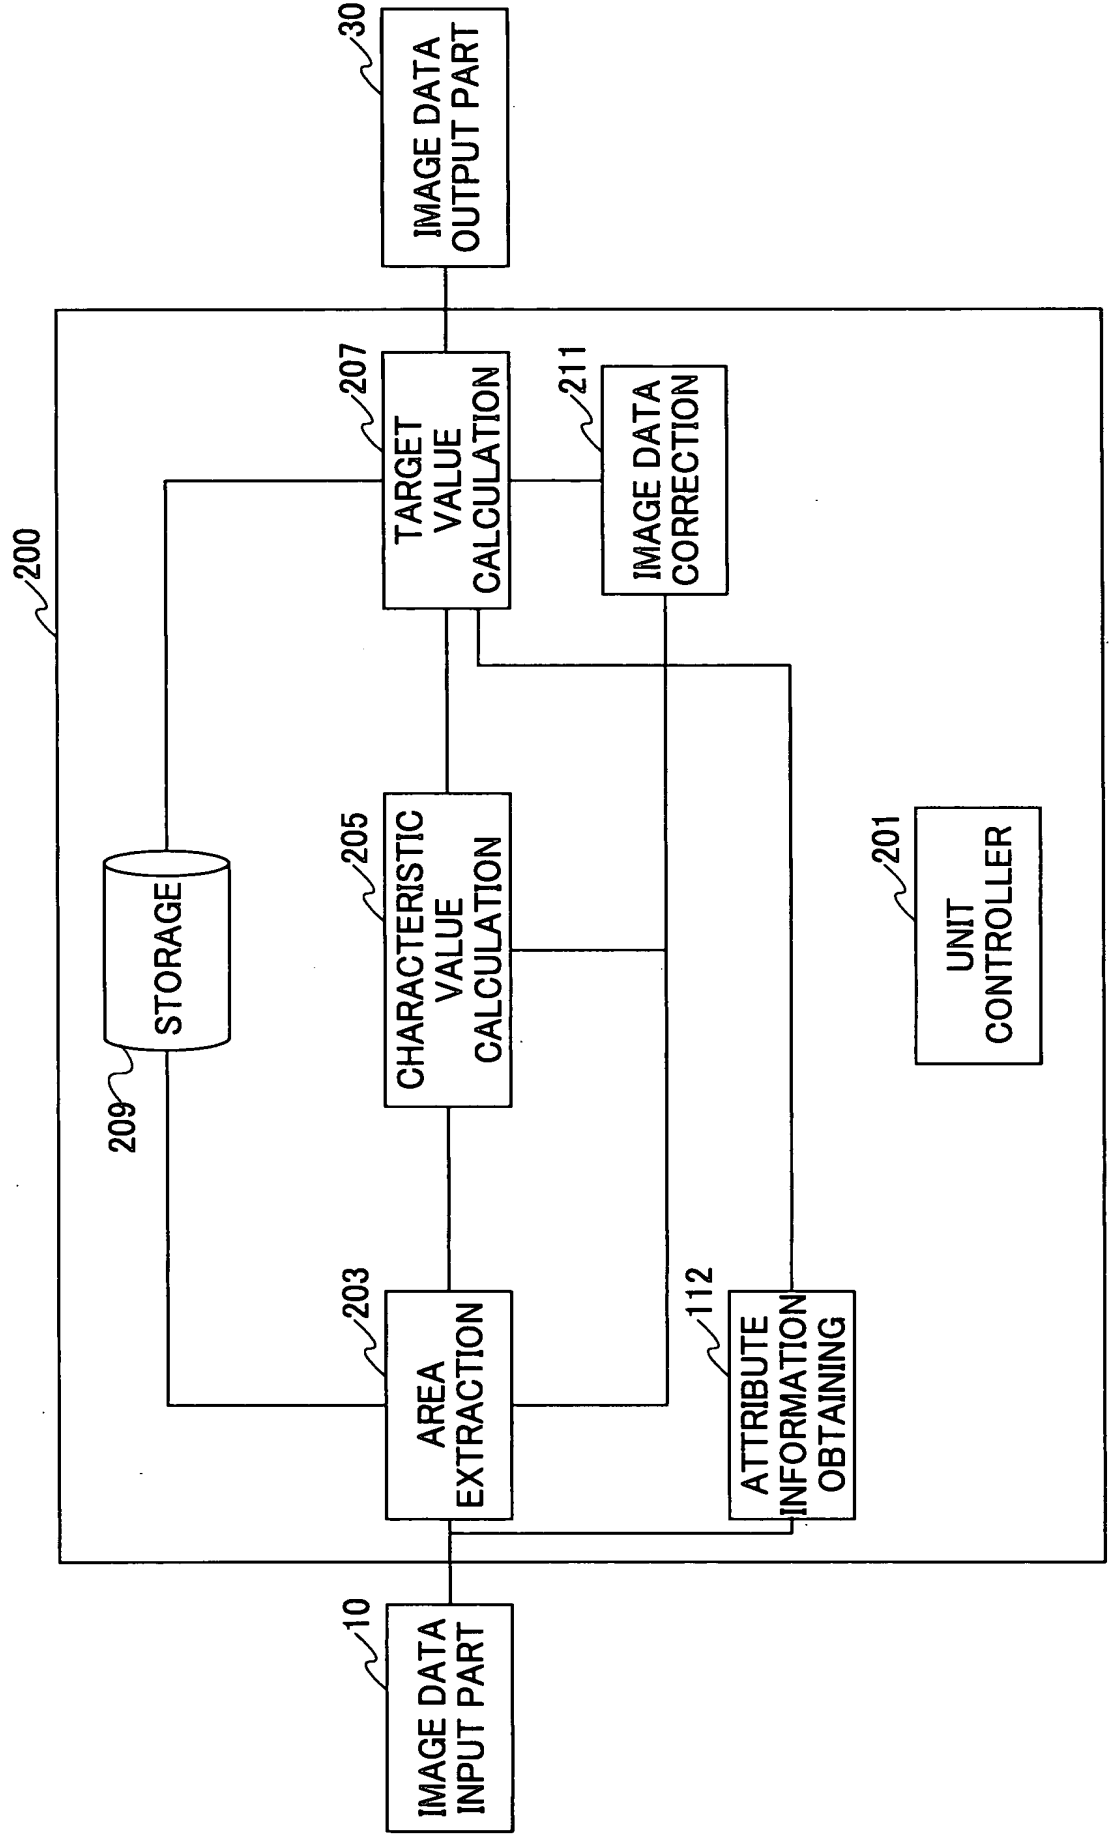 200
209
STORAGE
10
IMAGE DATA
INPUT PART
203
AREA
EXTRACTION
205
CHARACTERISTIC
VALUE
CALCULATION
207
TARGET
VALUE
CALCULATION
30
IMAGE DATA
OUTPUT PART
211
IMAGE DATA
CORRECTION
112
ATTRIBUTE
INFORMATION
OBTAINING
201
UNIT
CONTROLLER